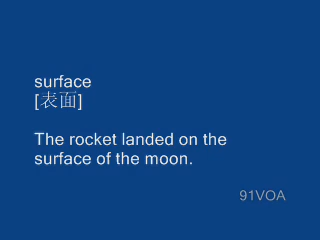 surface
[表面]
The rocket landed on the
surface of the moon.
91VOA